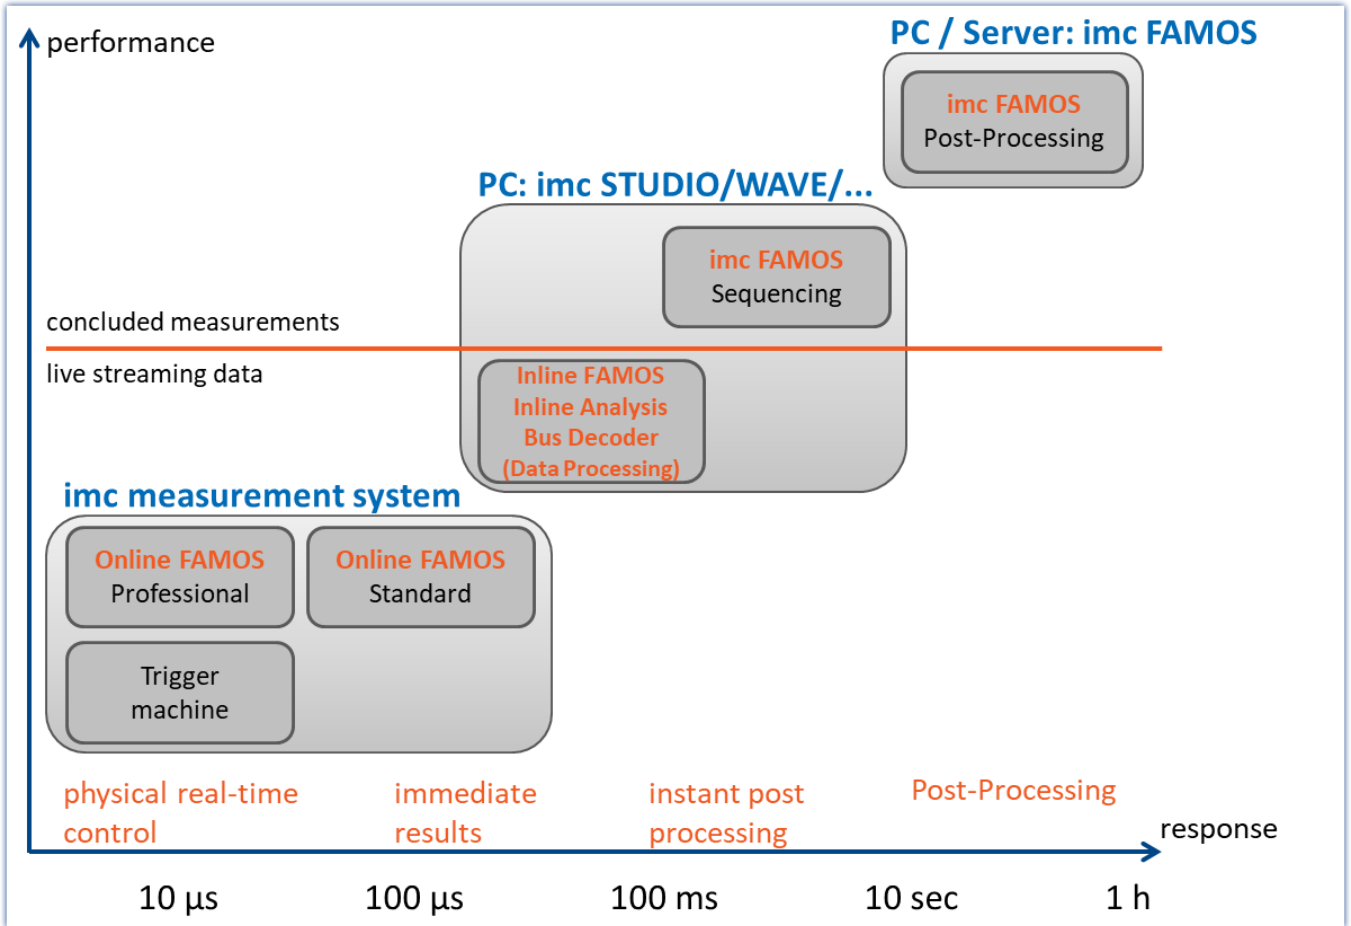 performance
PC / Server: imc FAMOS
imc FAMOS
Post-Processing
PC: imc STUDIO/WAVE/...
imc FAMOS
Sequencing
concluded measurements
live streaming data
Inline FAMOS
Inline Analysis
Bus Decoder
(Data Processing)
imc measurement system
Online FAMOS
Professional
Online FAMOS
Standard
Trigger
machine
physical real-time
control
immediate
results
instant post
processing
Post-Processing
response
10 µs
100 µs
100 ms
10 sec
1 h